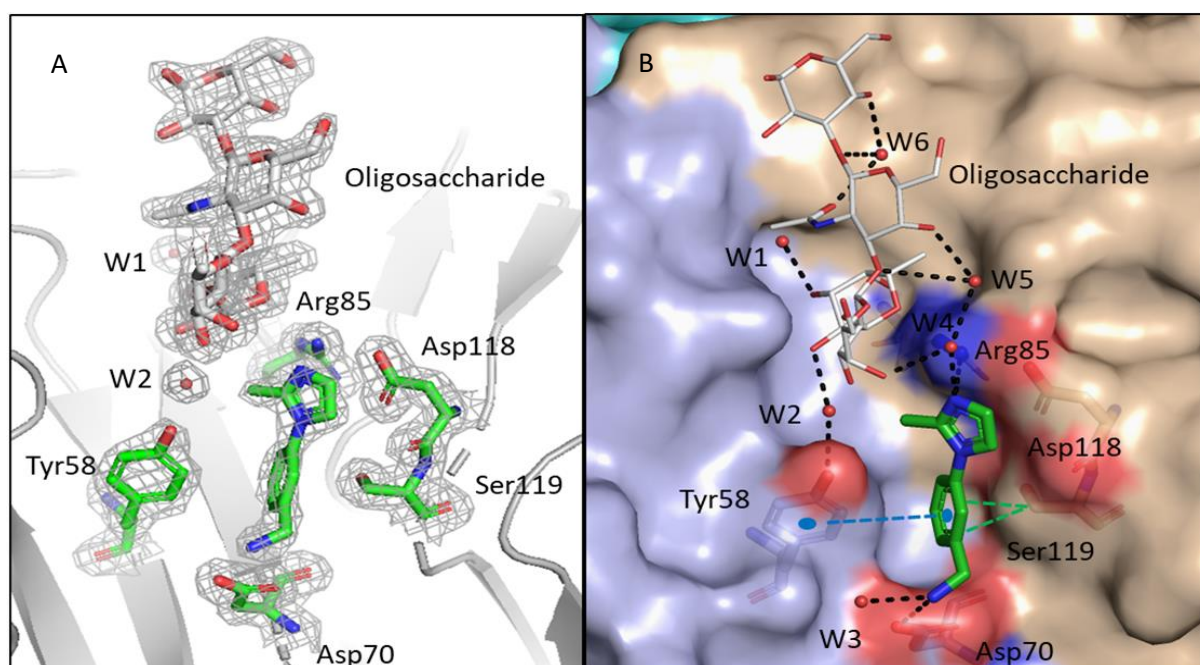 A
Oligosaccharide
W1
Arg85
Asp118
W2
Tyr58
Ser119
Asp70
B
W6
Oligosaccharide
W1
W5
W4
Arg85
W2
Asp118
Tyr58
Ser119
W3
Asp70